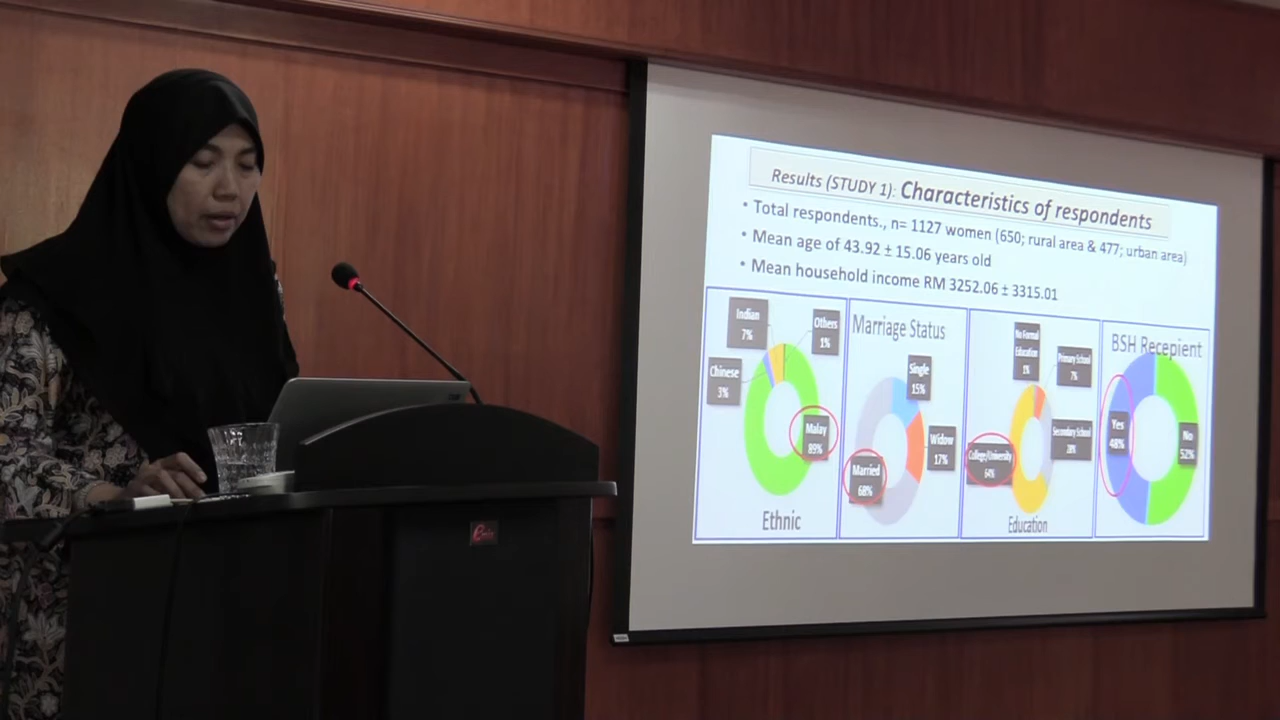 Results (STUDY 1): Characteristics of respondents
• Total respondents., n= 1127 women (650; rural area & 477; urban area)
• Mean age of 43.92 ± 15.06 years old
• Mean household income RM 3252.06 ± 3315.01
Indian
7%
Others
1%
Chinese
3%
Malay
89%
Ethnic
Marriage Status
Single
15%
Widow
17%
Married
68%
No Formal
Education
1%
Primary School
7%
Secondary School
28%
College/University
64%
Education
BSH Recepient
Yes
48%
No
52%